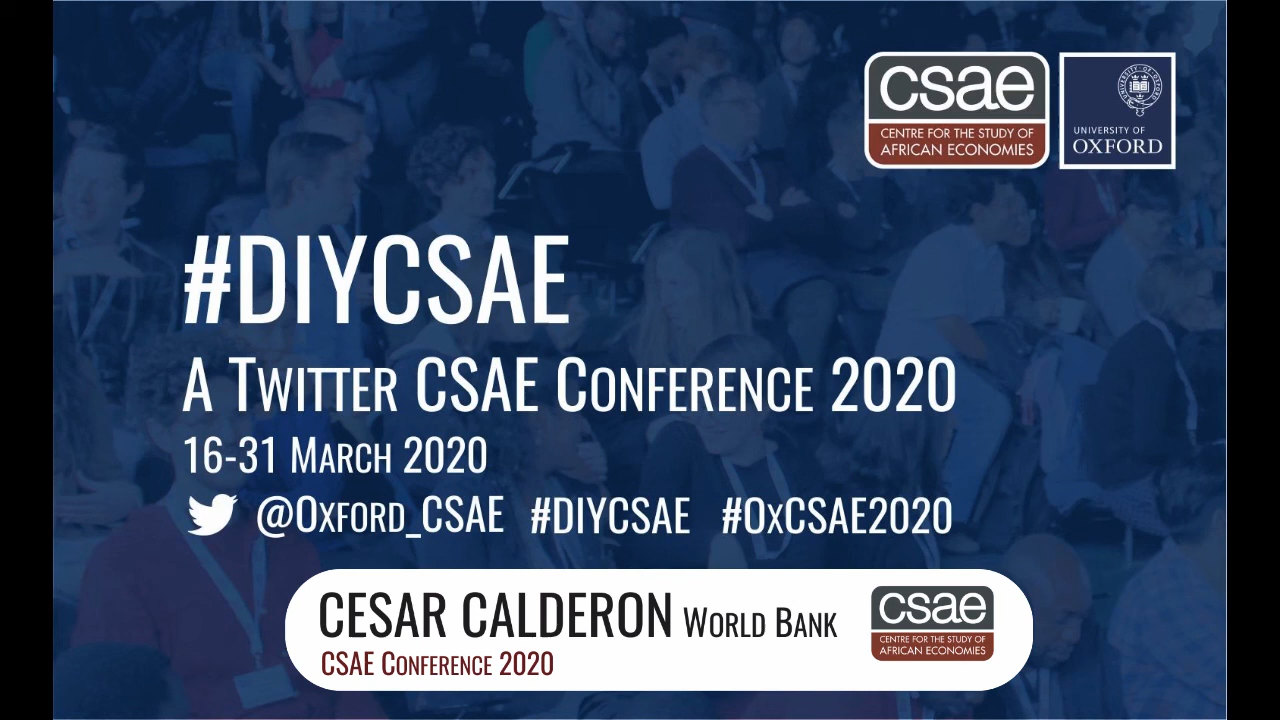 csae
CENTRE FOR THE STUDY OF
AFRICAN ECONOMIES
UNIVERSITY OF
OXFORD
#DIYCSAE
A TWITTER CSAE CONFERENCE 2020
16-31 MARCH 2020
@OXFORD_CSAE #DIYCSAE #OXCSAE2020
CESAR CALDERON WORLD BANK
CSAE CONFERENCE 2020
csae
CENTRE FOR THE STUDY OF
AFRICAN ECONOMIES